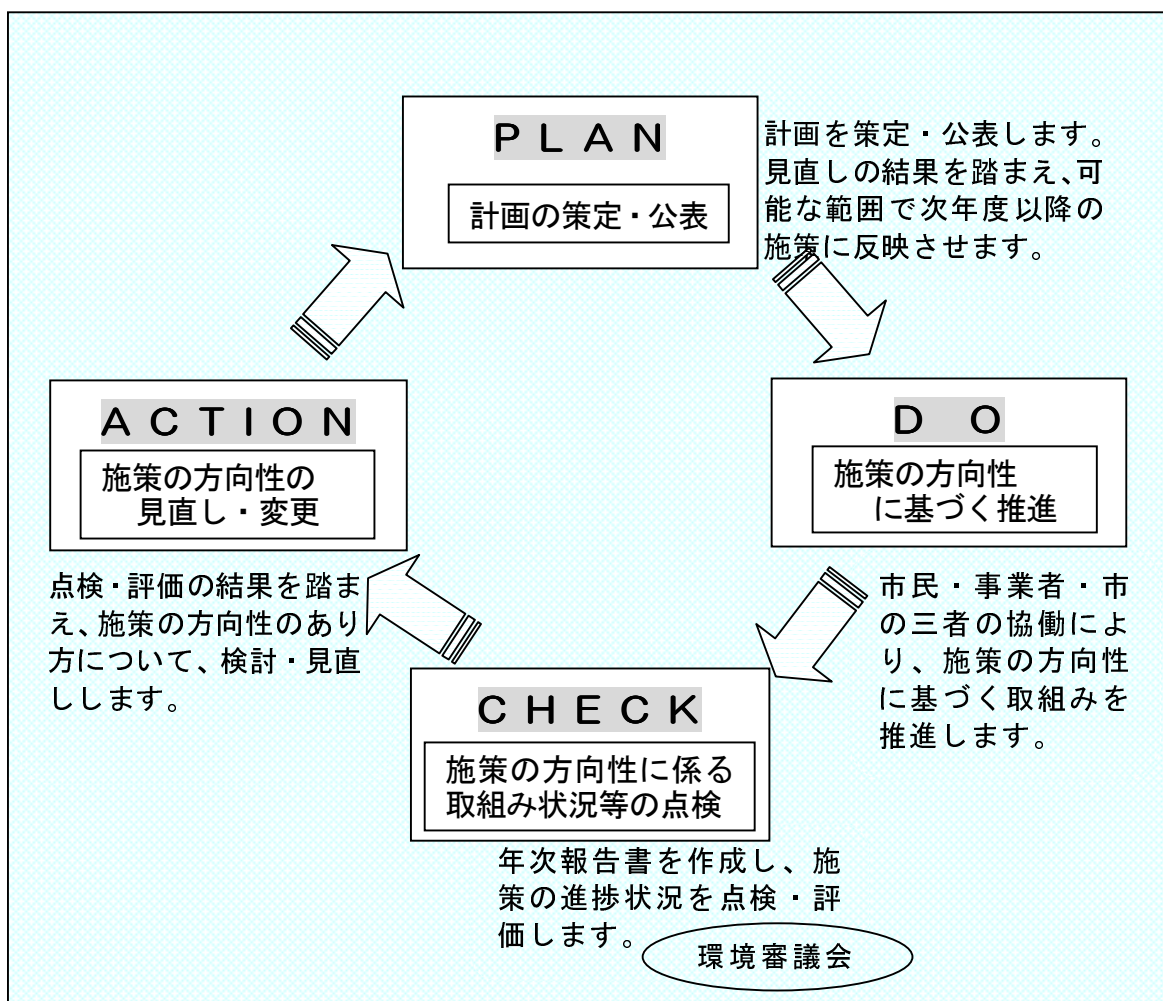 PLAN
計画の策定・公表
計画を策定・公表します。
見直しの結果を踏まえ、可
能な範囲で次年度以降の
施策に反映させます。
ACTION
施策の方向性の
見直し・変更
点検・評価の結果を踏ま
え、施策の方向性のあり
方について、検討・見直
しします。
DO
施策の方向性
に基づく推進
市民・事業者・市
の三者の協働によ
り、施策の方向性
に基づく取組みを
推進します。
CHECK
施策の方向性に係る
取組み状況等の点検
年次報告書を作成し、施
策の進捗状況を点検・評
価します。
環境審議会